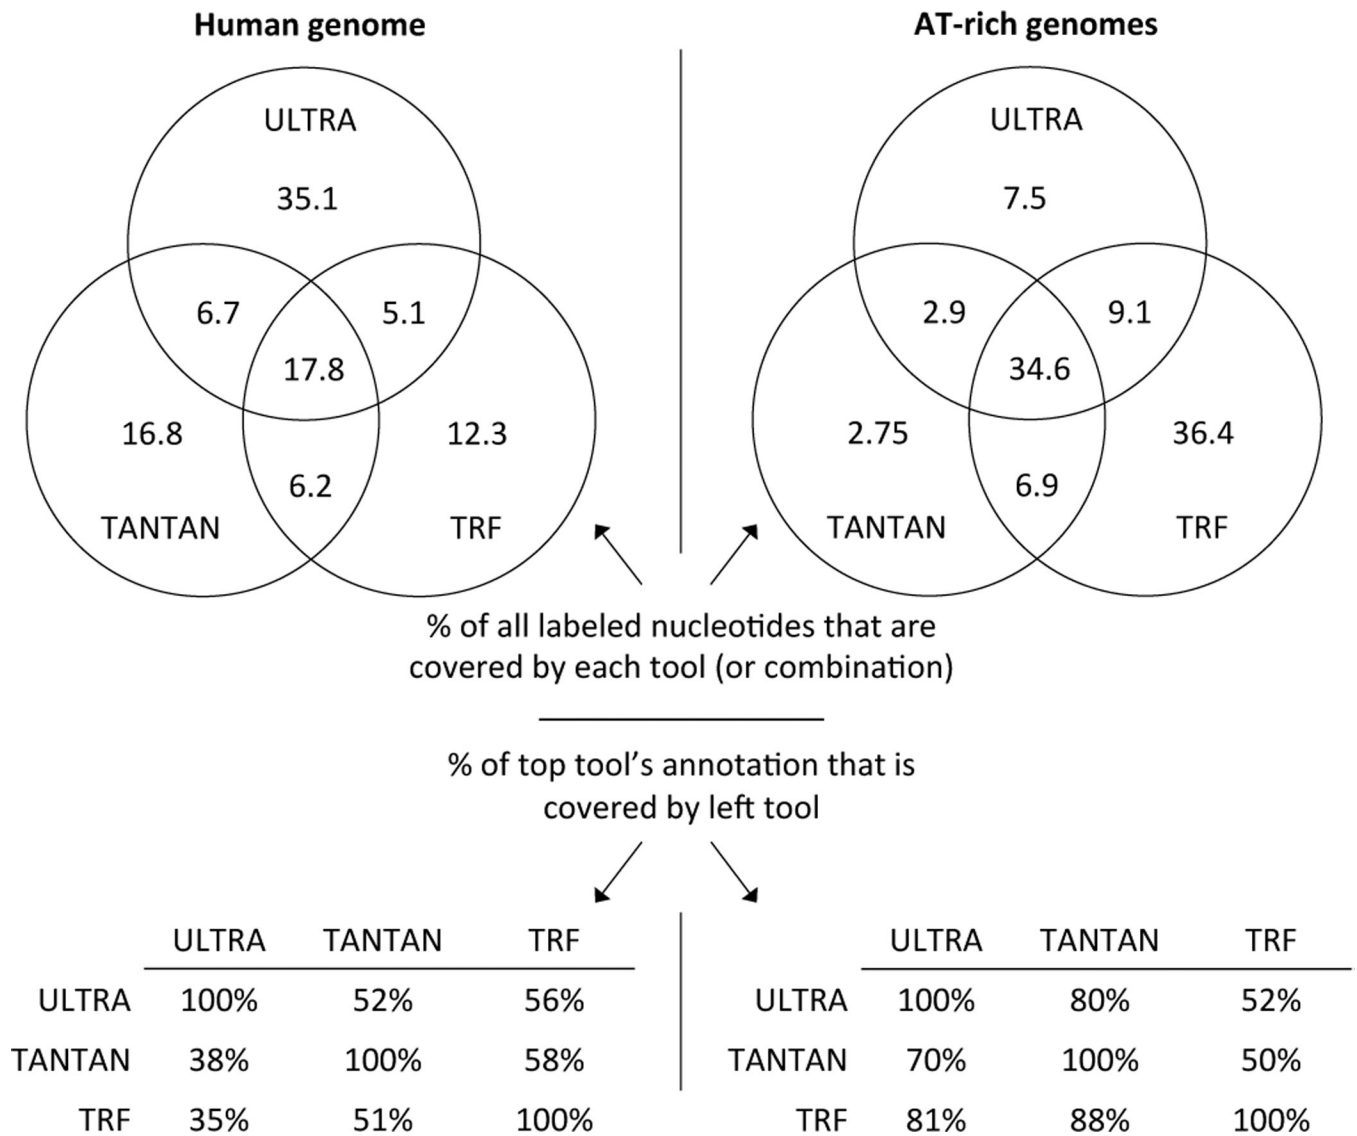 Human genome
AT-rich genomes
ULTRA
35.1
6.7
5.1
17.8
16.8
12.3
6.2
TANTAN
TRF
ULTRA
7.5
2.9
9.1
34.6
2.75
36.4
6.9
TANTAN
TRF
% of all labeled nucleotides that are
covered by each tool (or combination)
% of top tool's annotation that is
covered by left tool
ULTRA TANTAN TRF
ULTRA 100% 52% 56%
TANTAN 38% 100% 58%
TRF 35% 51% 100%
ULTRA TANTAN TRF
ULTRA 100% 80% 52%
TANTAN 70% 100% 50%
TRF 81% 88% 100%